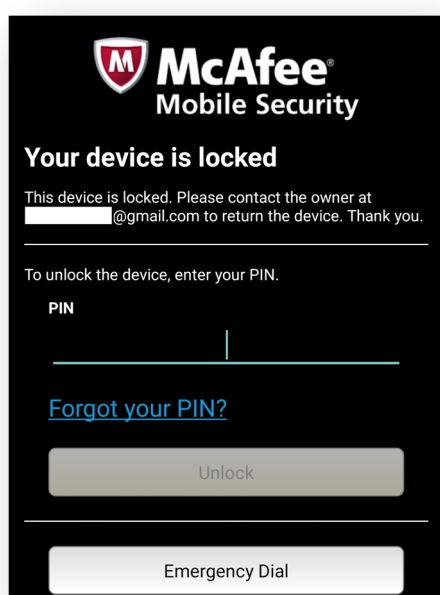 McAfee®
Mobile Security
Your device is locked
This device is locked. Please contact the owner at
@gmail.com to return the device. Thank you.
To unlock the device, enter your PIN.
PIN
Forgot your PIN?
Unlock
Emergency Dial